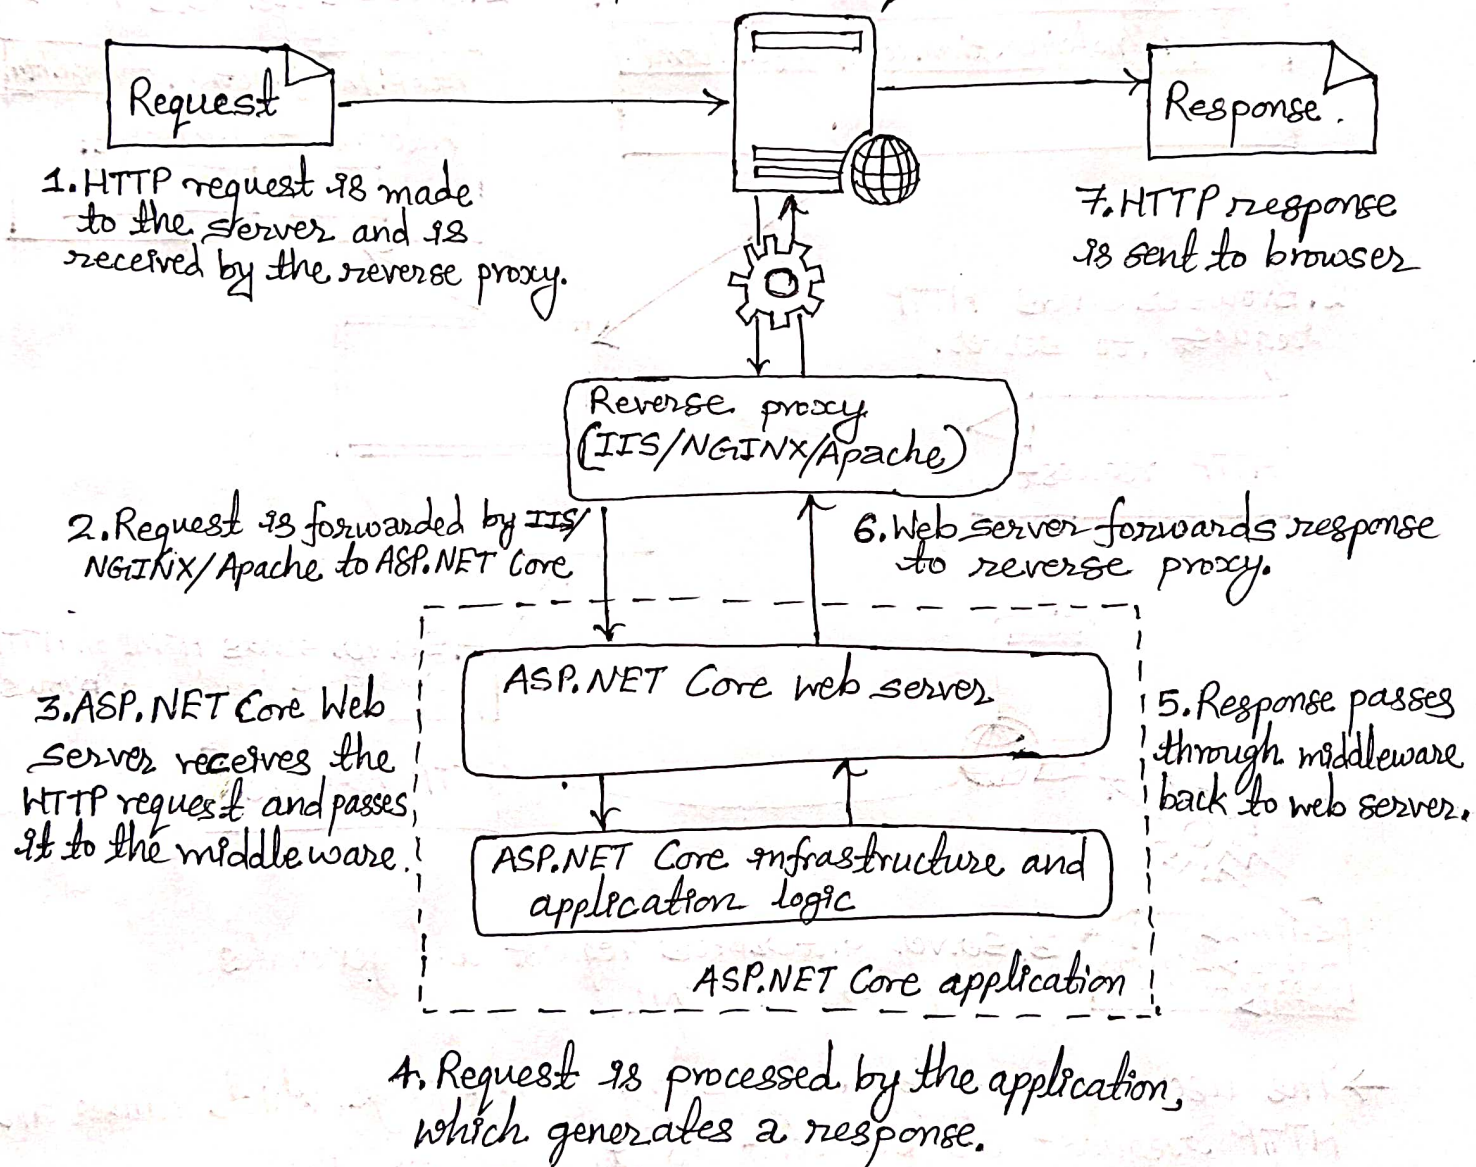 Request
Response.
1. HTTP request is made
to the server and is
received by the reverse proxy.
7. HTTP response
is sent to browser
Reverse proxy
(IIS/NGINX/Apache)
2. Request is forwarded by IIS/
NGINX/Apache to ASP.NET Core
6. Web server forwards response
to reverse proxy.
ASP.NET Core web server
3. ASP.NET Core Web
server receives the
HTTP request and passes
it to the middleware.
5. Response passes
through middleware
back to web server.
ASP.NET Core infrastructure and
application logic
ASP.NET Core application
4. Request is processed by the application,
which generates a response.